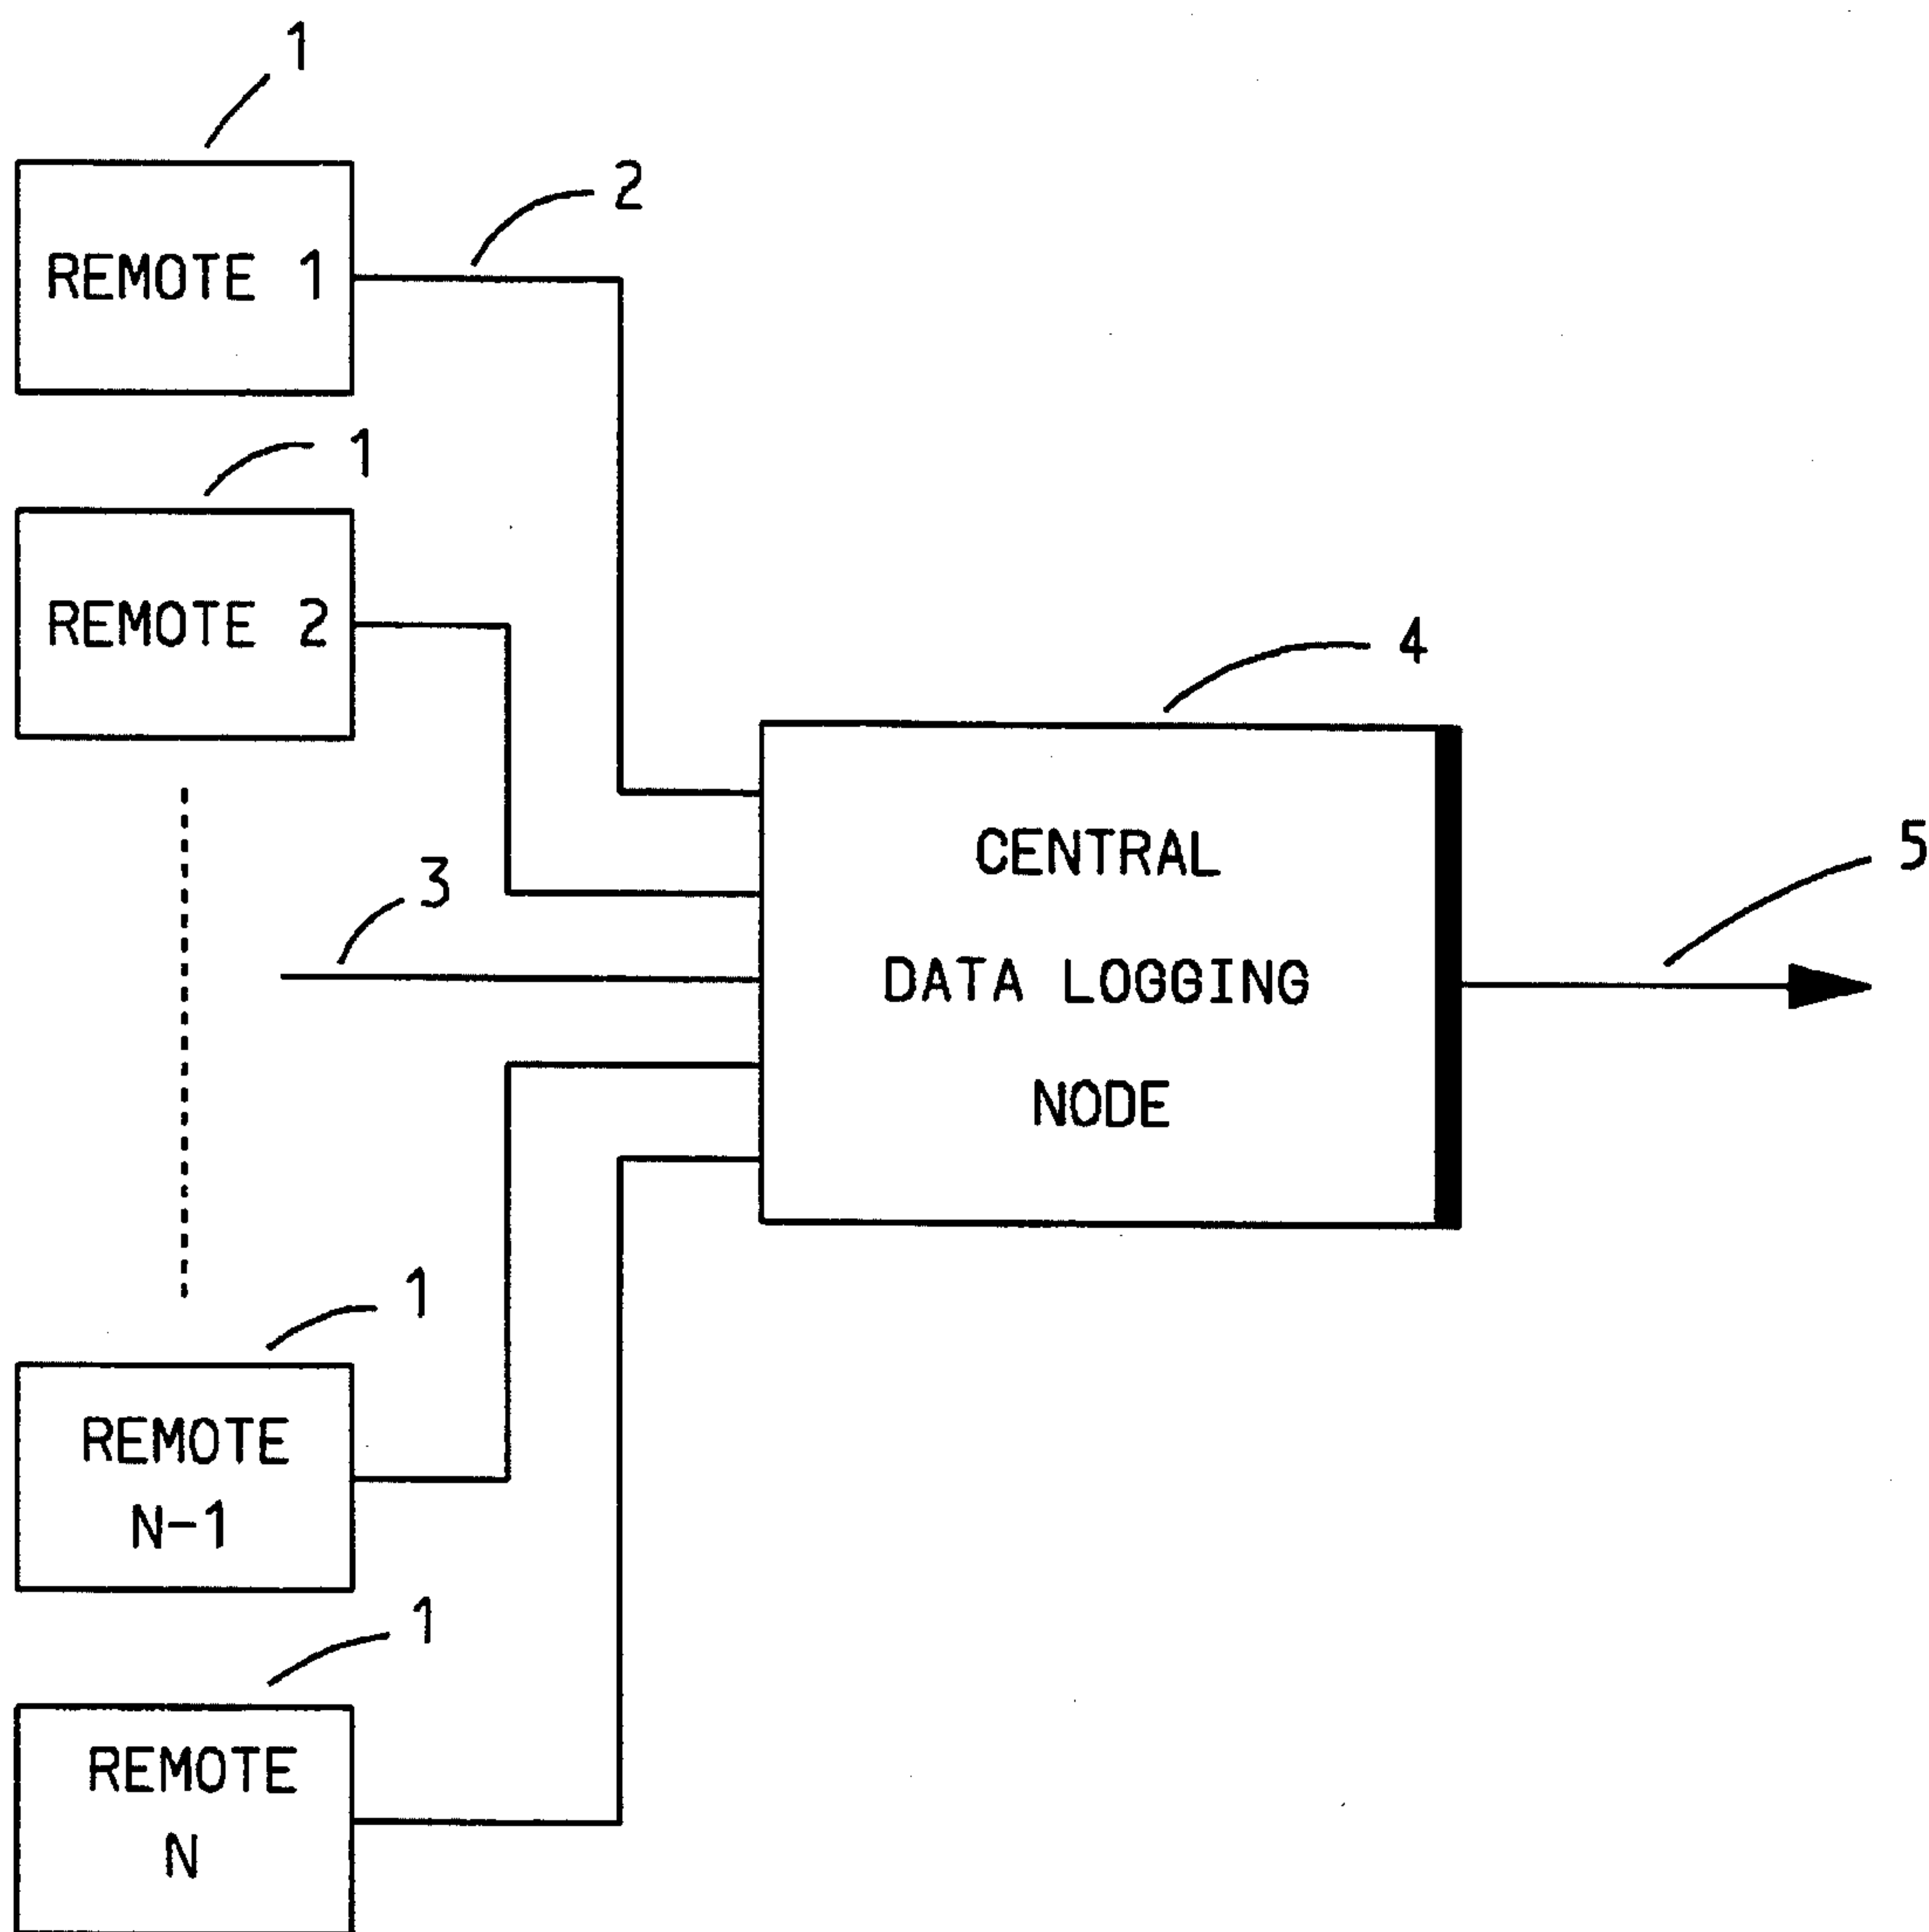 1
2
REMOTE 1
1
REMOTE 2
4
3
5
CENTRAL
DATA LOGGING
NODE
1
REMOTE
N-1
1
REMOTE
N